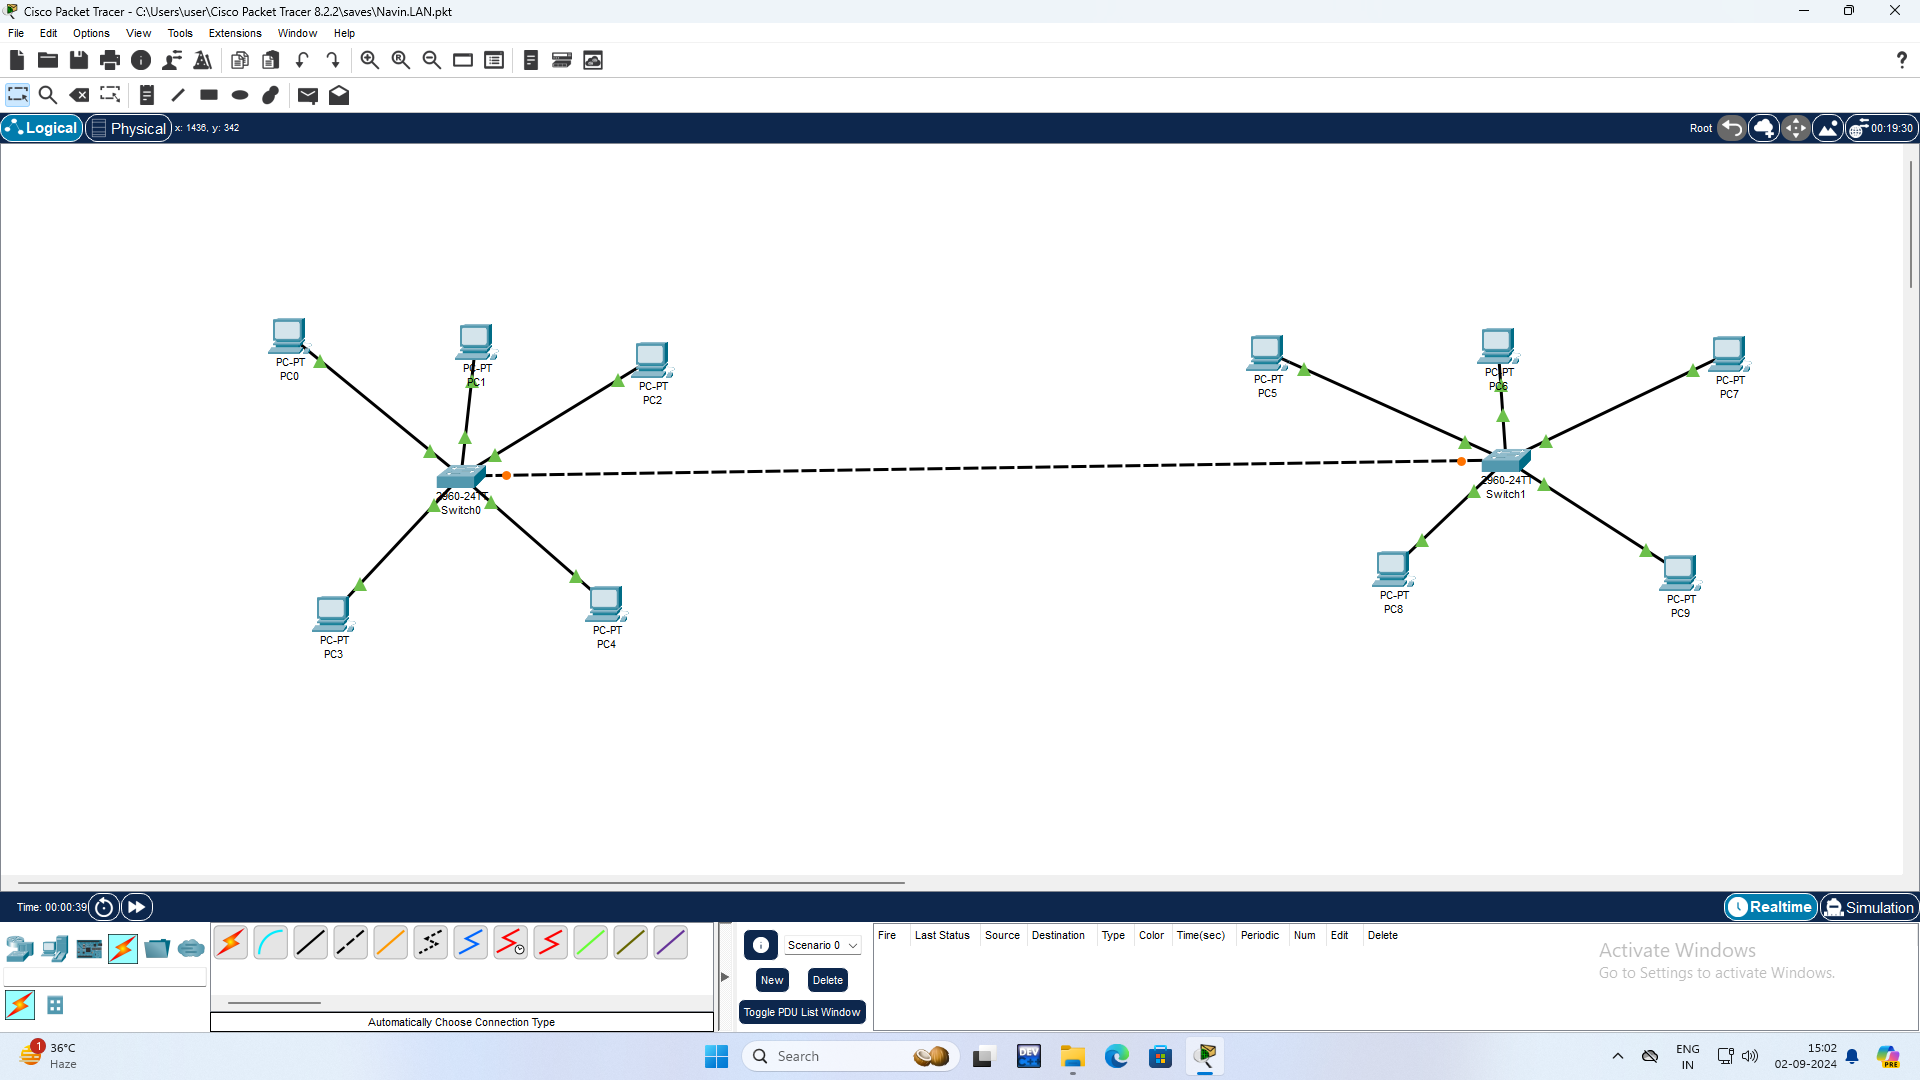 Cisco Packet Tracer - C:\Users\user\Cisco Packet Tracer 8.2.2\saves\Navin.LAN.pkt
File Edit Options View Tools Extensions Window Help
Logical Physical x: 1436, y: 342 Root 00:19:30
PC-PT
PC0
PC-PT
PC1
PC-PT
PC2
PC-PT
PC5
PC-PT
PC6
PC-PT
PC7
2960-24TT
Switch0
2960-24TT
Switch1
PC-PT
PC3
PC-PT
PC4
PC-PT
PC8
PC-PT
PC9
Time: 00:00:39 Realtime Simulation
Scenario 0
New Delete
Toggle PDU List Window
Fire Last Status Source Destination Type Color Time(sec) Periodic Num Edit Delete
Activate Windows
Go to Settings to activate Windows.
Automatically Choose Connection Type
1
36°C
Haze
Search
DEV
ENG
IN
15:02
02-09-2024
PRE